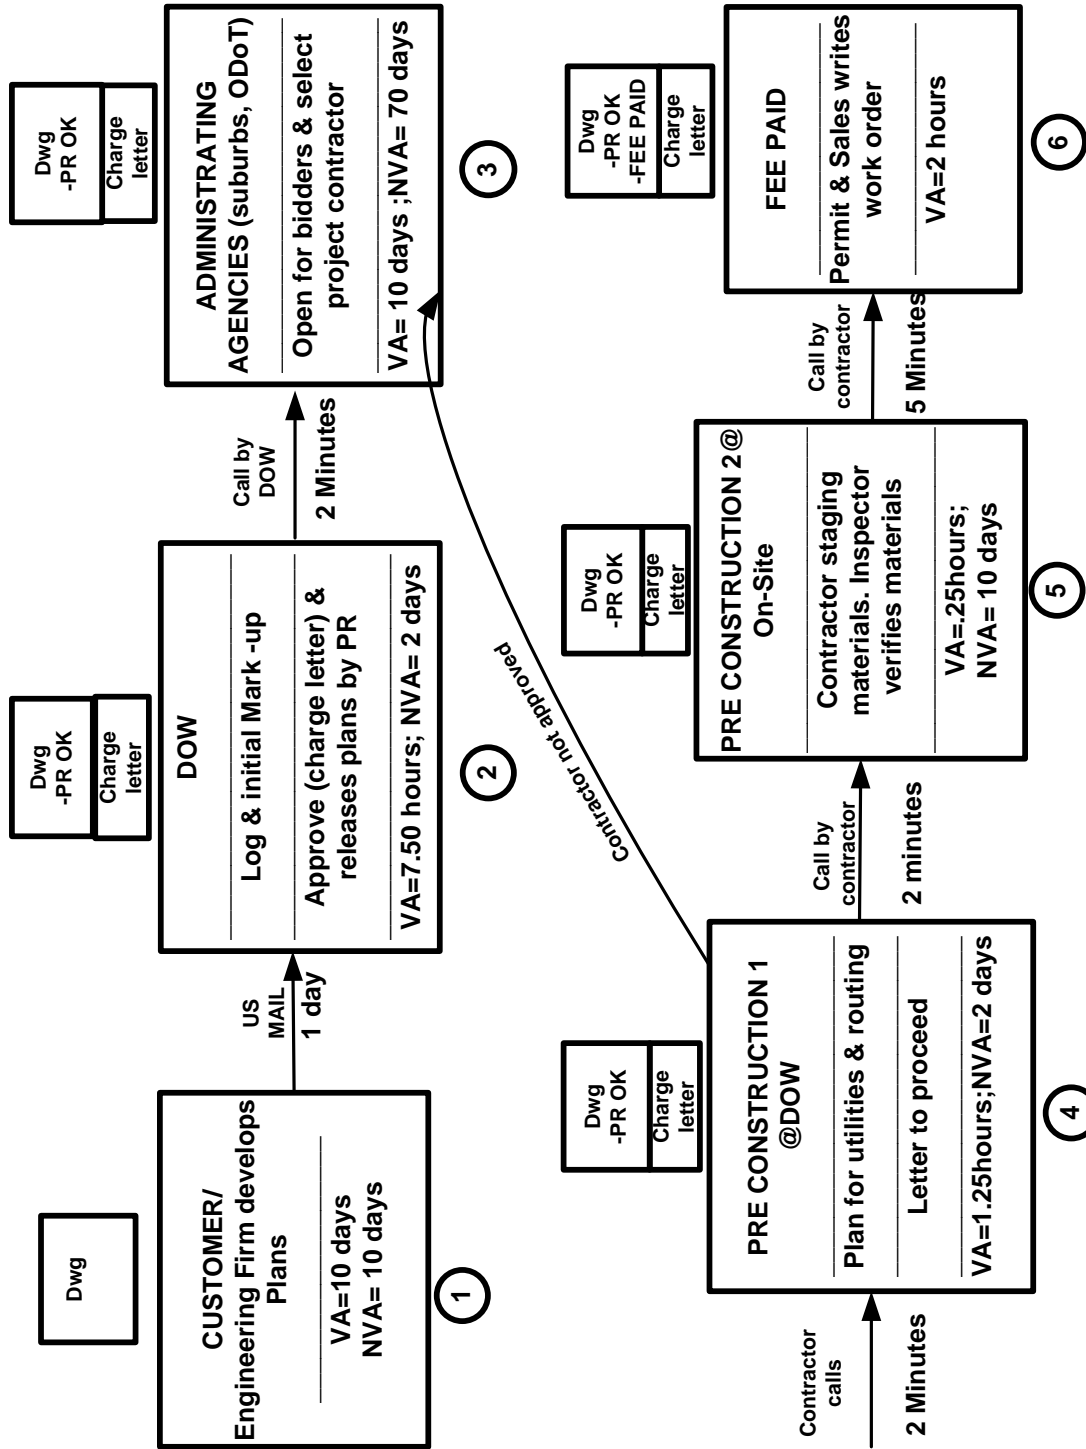 Dwg
CUSTOMER/
Engineering Firm develops
Plans
VA=10 days
NVA= 10 days
1
US
MAIL
1 day
Dwg
-PR OK
Charge
letter
DOW
Log & initial Mark -up
Approve (charge letter) &
releases plans by PR
VA=7.50 hours; NVA= 2 days
2
Call by
DOW
2 Minutes
Dwg
-PR OK
Charge
letter
ADMINISTRATING
AGENCIES (suburbs, ODoT)
Open for bidders & select
project contractor
VA= 10 days ;NVA= 70 days
3
Contractor not approved
Contractor
calls
2 Minutes
Dwg
-PR OK
Charge
letter
PRE CONSTRUCTION 1
@DOW
Plan for utilities & routing
Letter to proceed
VA=1.25hours;NVA=2 days
4
Call by
contractor
2 minutes
Dwg
-PR OK
Charge
letter
PRE CONSTRUCTION 2@
On-Site
Contractor staging
materials. Inspector
verifies materials
VA=.25hours;
NVA= 10 days
5
Call by
contractor
5 Minutes
Dwg
-PR OK
-FEE PAID
Charge
letter
FEE PAID
Permit & Sales writes
work order
VA=2 hours
6